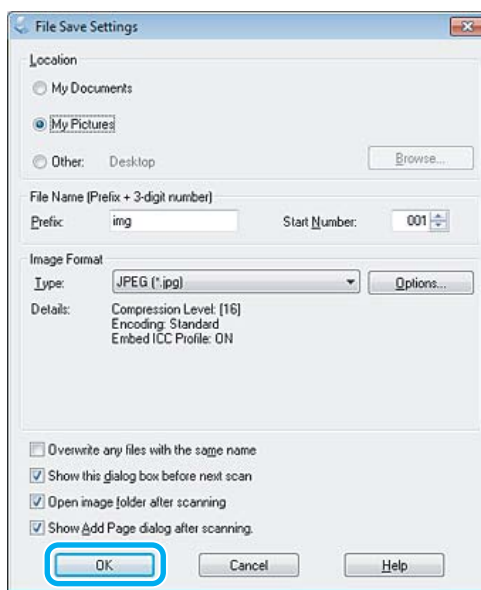 File Save Settings
Location
My Documents
My Pictures
Other: Desktop Browse...
File Name (Prefix + 3-digit number)
Prefix: img Start Number: 001
Image Format
Type: JPEG (*.jpg) Options...
Details: Compression Level: [16]
Encoding: Standard
Embed ICC Profile: ON
Overwrite any files with the same name
Show this dialog box before next scan
Open image folder after scanning
Show Add Page dialog after scanning.
OK Cancel Help